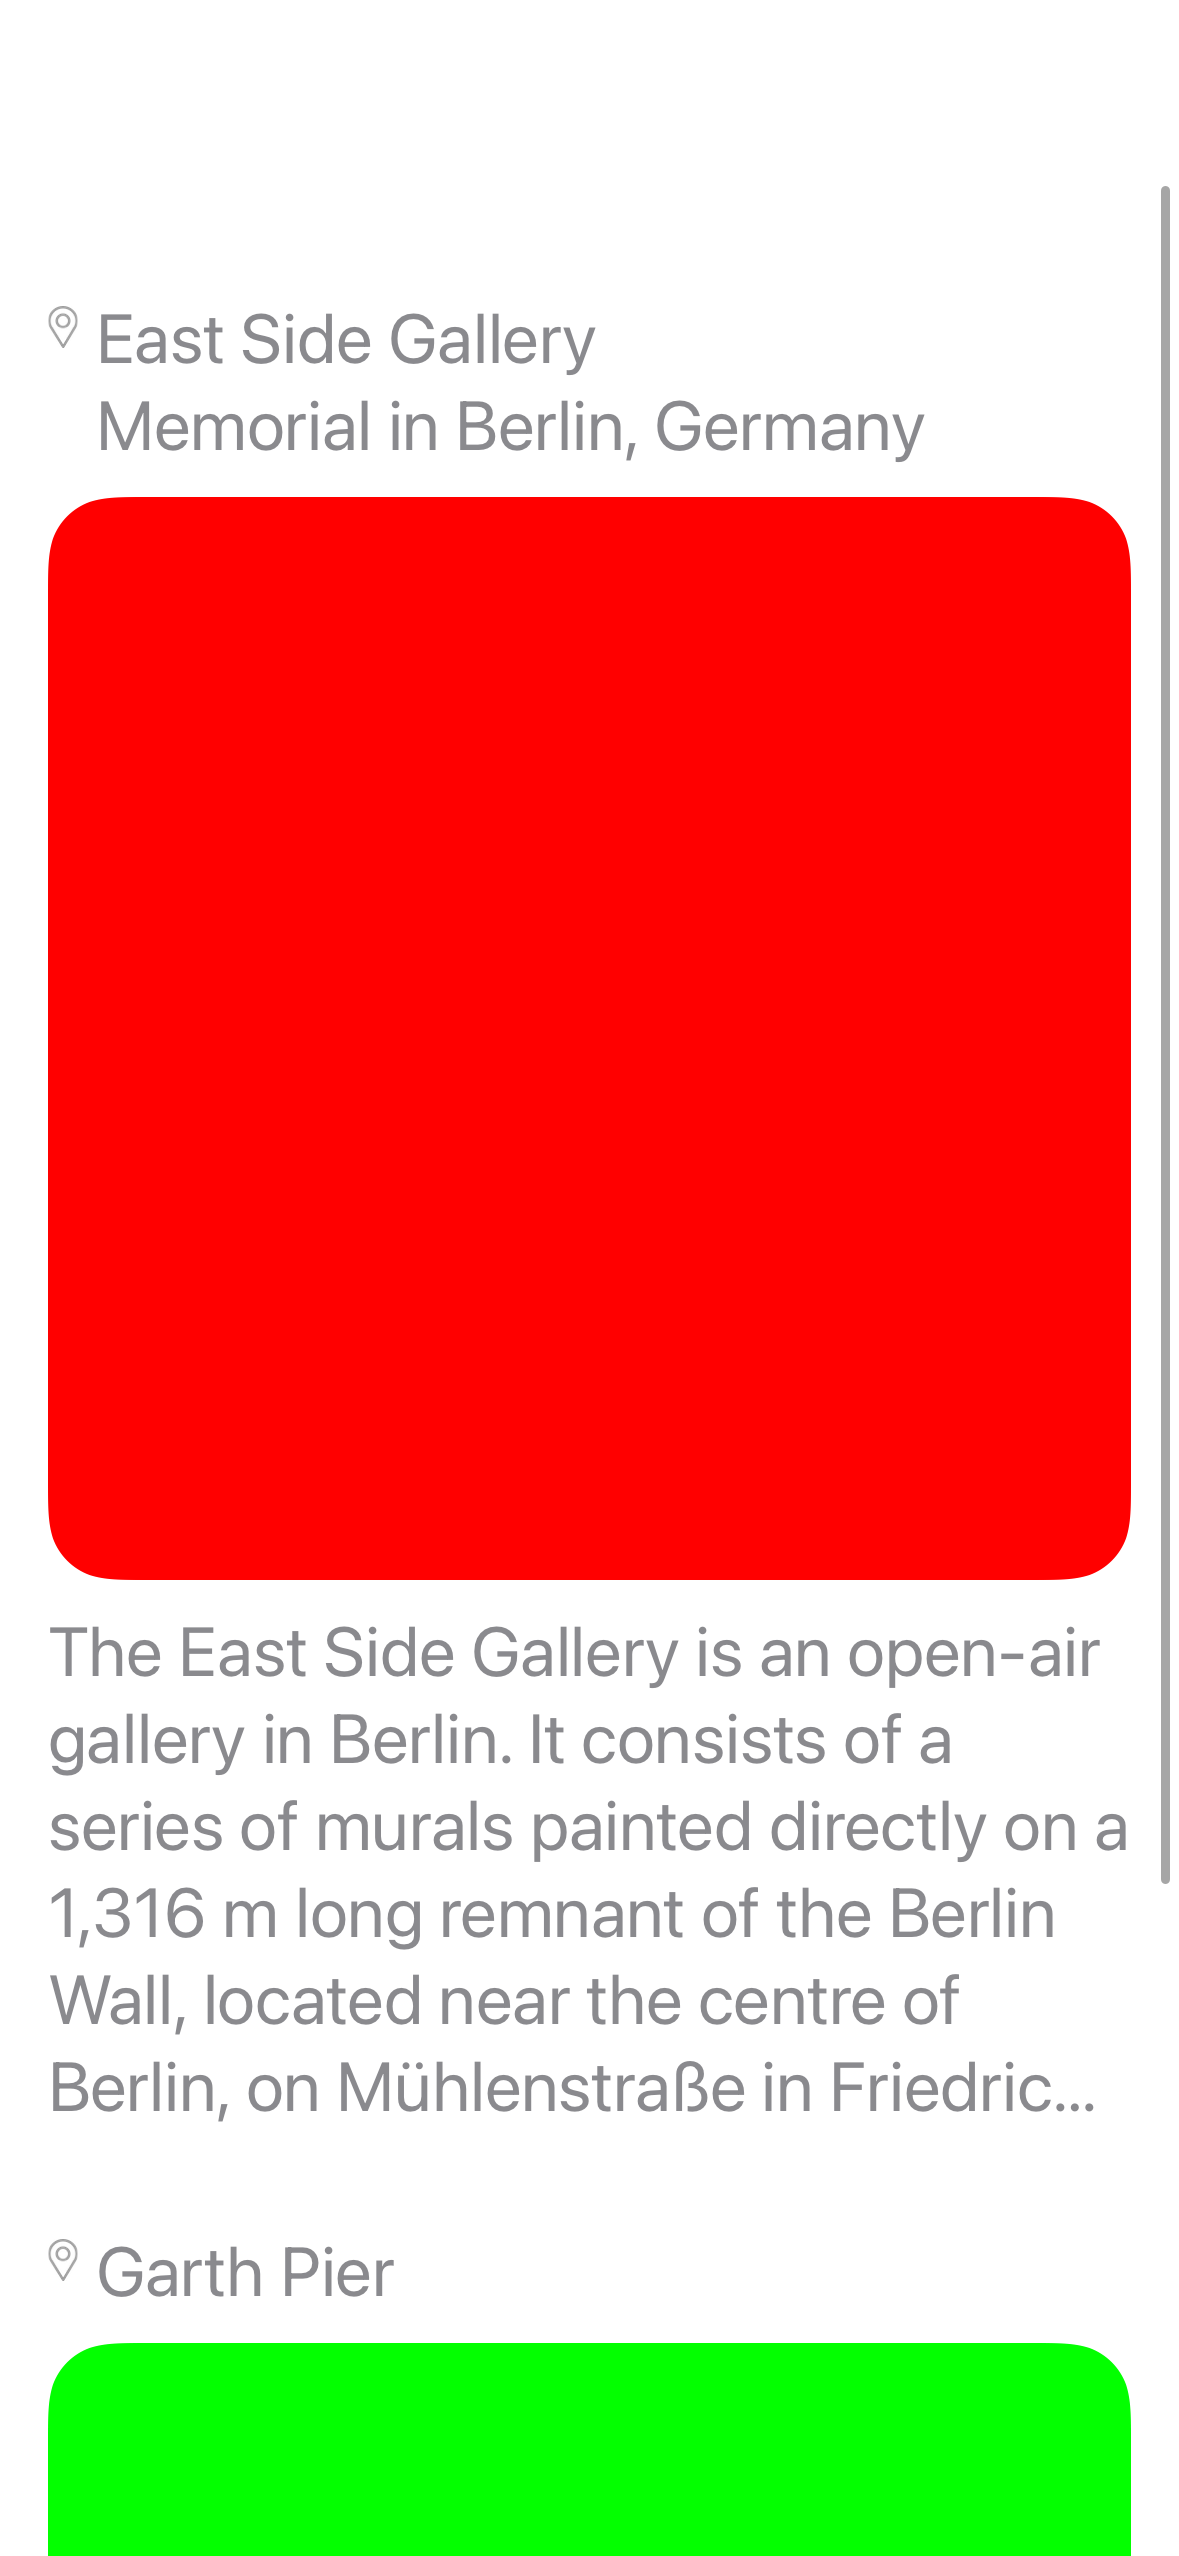 East Side Gallery
Memorial in Berlin, Germany
The East Side Gallery is an open-air
gallery in Berlin. It consists of a
series of murals painted directly on a
1,316 m long remnant of the Berlin
Wall, located near the centre of
Berlin, on Mühlenstraße in Friedric…
Garth Pier